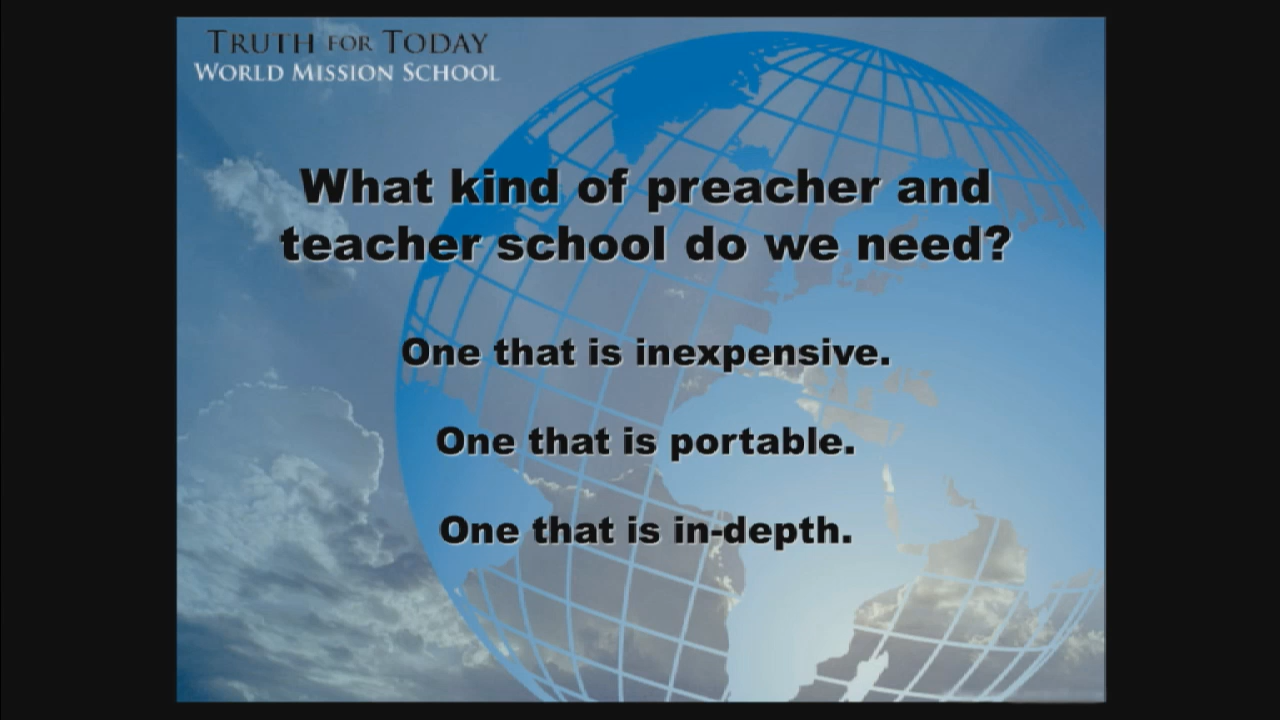 TRUTH FOR TODAY
WORLD MISSION SCHOOL
What kind of preacher and
teacher school do we need?
One that is inexpensive.
One that is portable.
One that is in-depth.